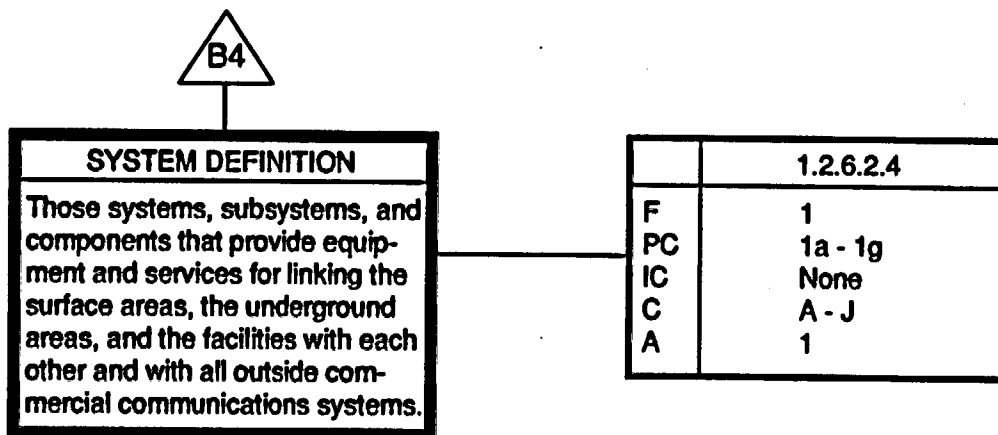 B4
SYSTEM DEFINITION
Those systems, subsystems, and
components that provide equip-
ment and services for linking the
surface areas, the underground
areas, and the facilities with each
other and with all outside com-
mercial communications systems.
1.2.6.2.4
F 1
PC 1a - 1g
IC None
C A - J
A 1